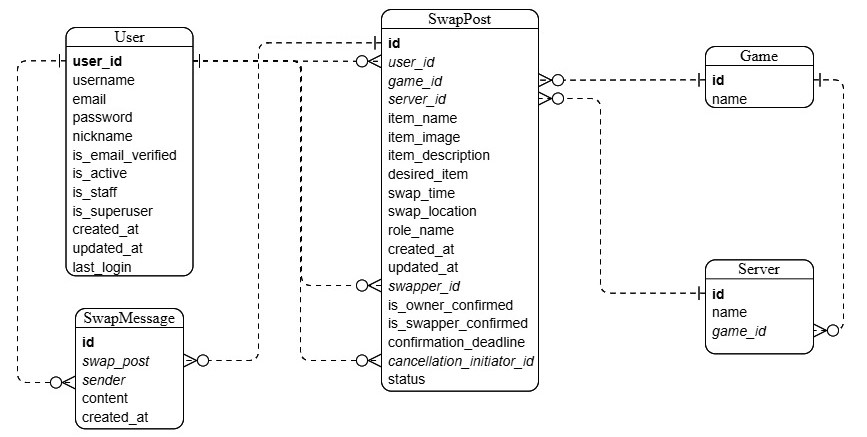 User
user_id
username
email
password
nickname
is_email_verified
is_active
is_staff
is_superuser
created_at
updated_at
last_login
SwapMessage
id
swap_post
sender
content
created_at
SwapPost
id
user_id
game_id
server_id
item_name
item_image
item_description
desired_item
swap_time
swap_location
role_name
created_at
updated_at
swapper_id
is_owner_confirmed
is_swapper_confirmed
confirmation_deadline
cancellation_initiator_id
status
Game
id
name
Server
id
name
game_id